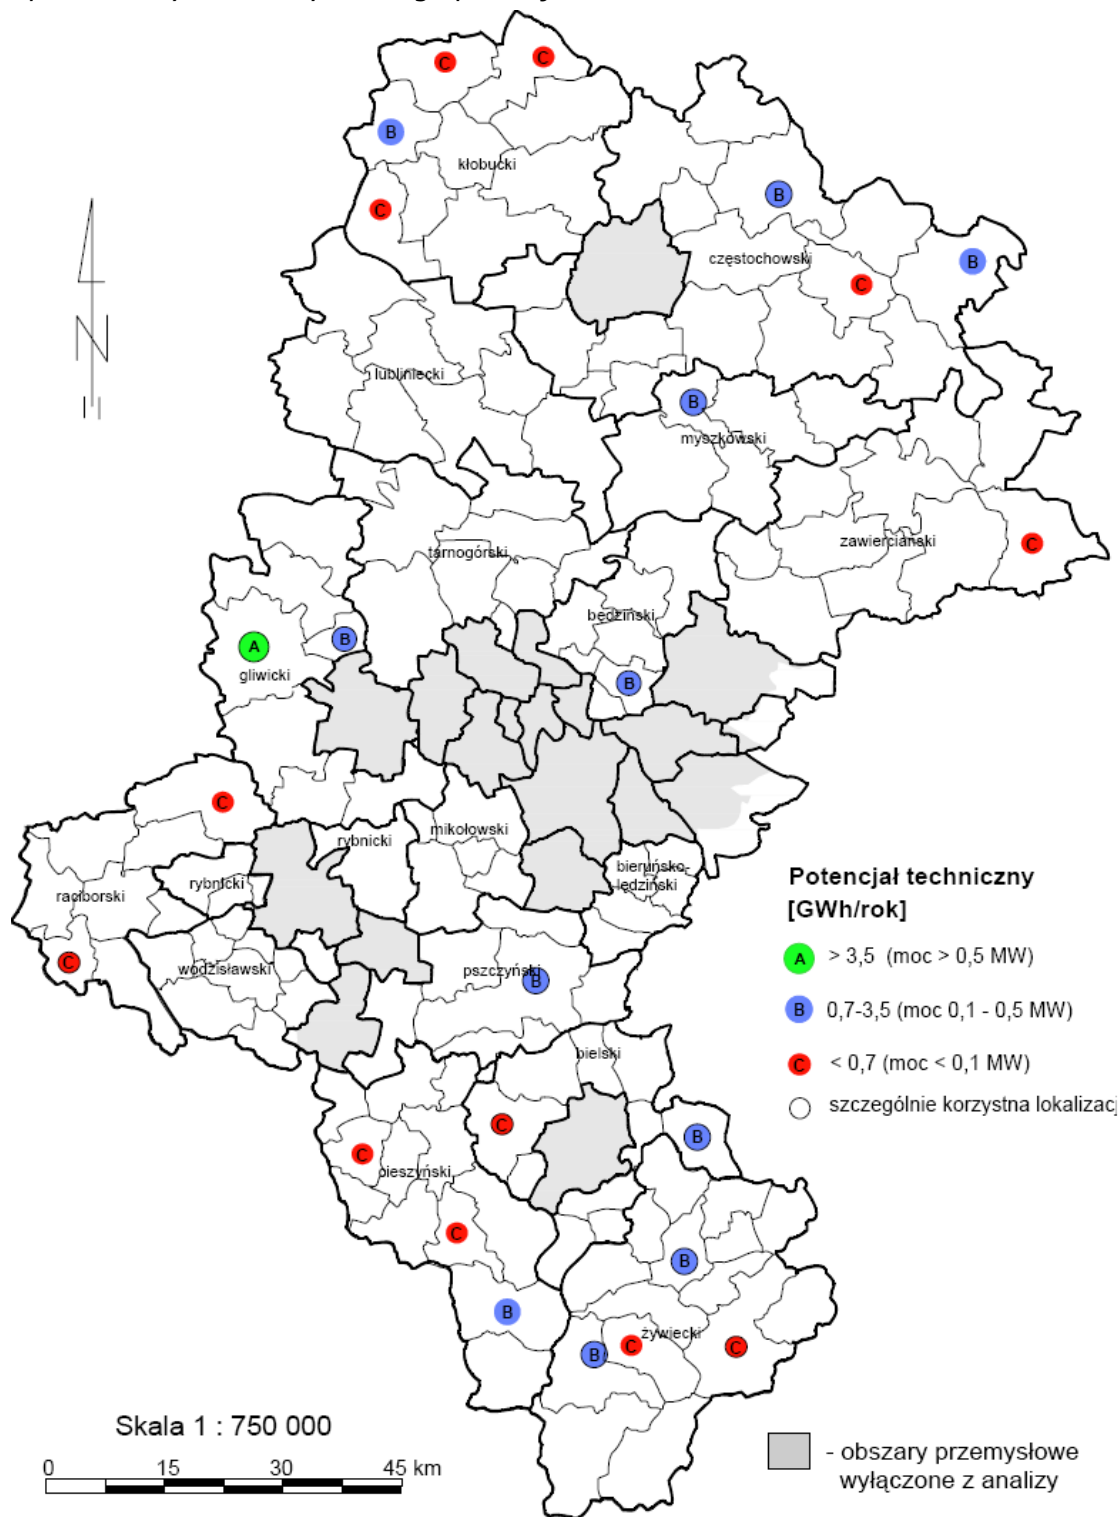 C
C
B
kłobucki
C
B
częstochowski
B
C
N
lubliniecki
B
myszkowski
tarnogórski
zawierciański
C
będziński
B
A
gliwicki
B
C
rybnicki
mikołowski
bieruńsko-
lędziński
raciborski
rybnicki
C
wodzisławski
pszczyński
B
bielski
C
B
C
cieszyński
C
B
B
żywiecki
B
C
C
Potencjał techniczny
[GWh/rok]
A > 3,5 (moc > 0,5 MW)
B 0,7-3,5 (moc 0,1 - 0,5 MW)
C < 0,7 (moc < 0,1 MW)
szczególnie korzystna lokalizacj
Skala 1 : 750 000
0 15 30 45 km
- obszary przemysłowe
wyłączone z analizy